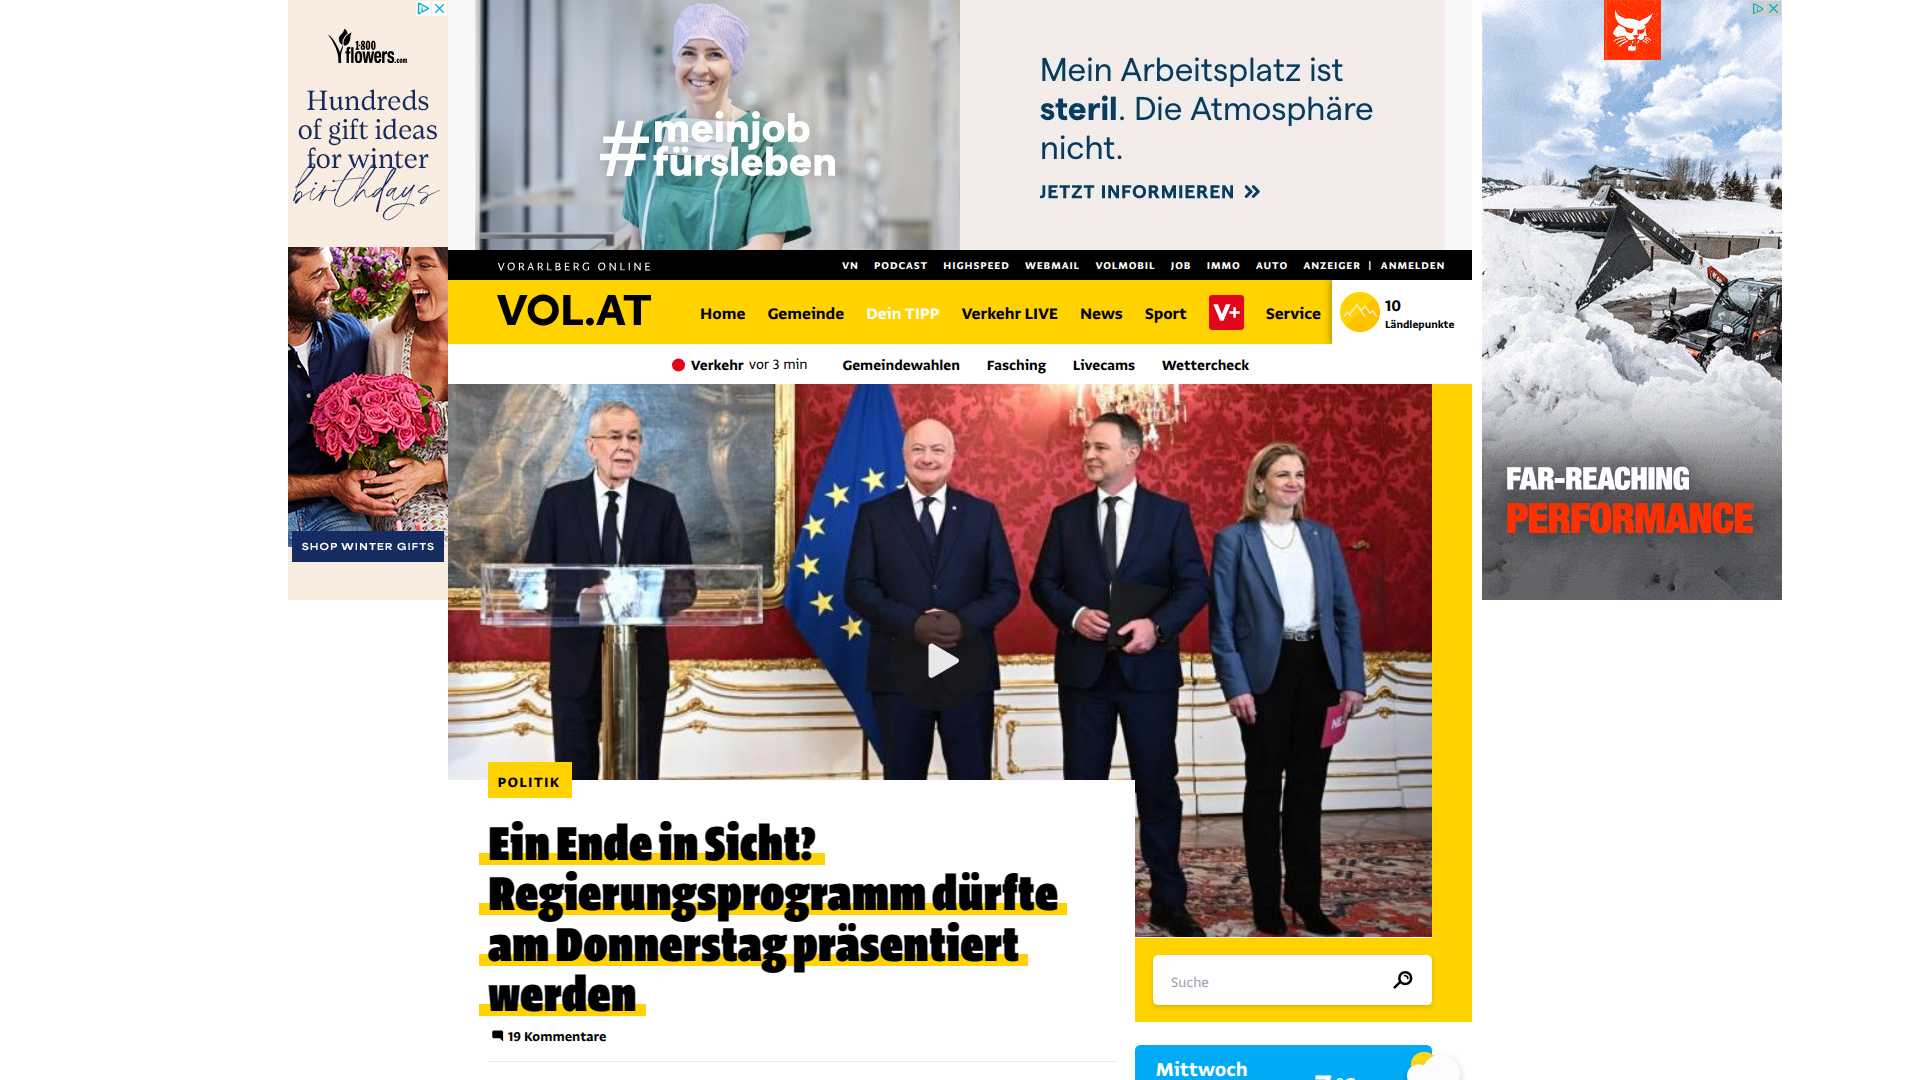 1·800
flowers.com
Hundreds
of gift ideas
for winter
birthdays
SHOP WINTER GIFTS
#meinjob
fürsleben
Mein Arbeitsplatz ist
steril. Die Atmosphäre
nicht.
JETZT INFORMIEREN
FAR-REACHING
PERFORMANCE
VORARLBERG ONLINE
VN PODCAST HIGHSPEED WEBMAIL VOLMOBIL JOB IMMO AUTO ANZEIGER | ANMELDEN
VOL.AT
Home Gemeinde Dein TIPP Verkehr LIVE News Sport V+ Service
10
Ländlepunkte
Verkehr vor 3 min Gemeindewahlen Fasching Livecams Wettercheck
POLITIK
Ein Ende in Sicht?
Regierungsprogramm dürfte
am Donnerstag präsentiert
werden
19 Kommentare
Suche
Mittwoch